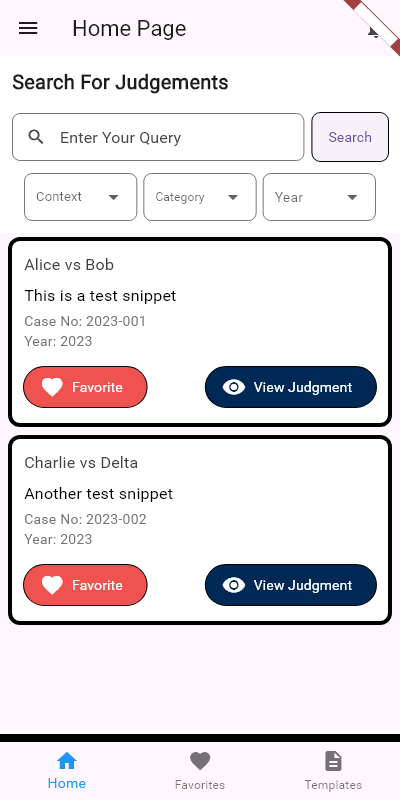 Home Page
Search For Judgements
Enter Your Query
Search
Context
Category
Year
Alice vs Bob
This is a test snippet
Case No: 2023-001
Year: 2023
Favorite
View Judgment
Charlie vs Delta
Another test snippet
Case No: 2023-002
Year: 2023
Favorite
View Judgment
Home
Favorites
Templates